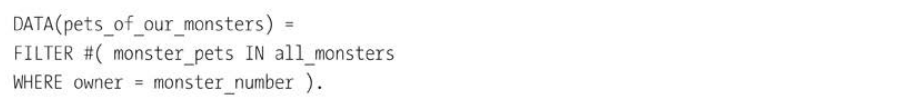 DATA(pets_of_our_monsters) =
FILTER #( monster_pets IN all_monsters
WHERE owner = monster_number ).